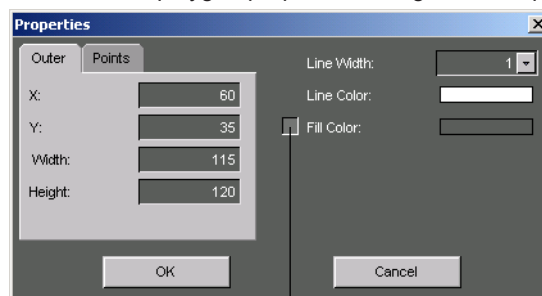 Properties
Outer Points
X: 60
Y: 35
Width: 115
Height: 120
Line Width: 1
Line Color:
Fill Color:
OK Cancel